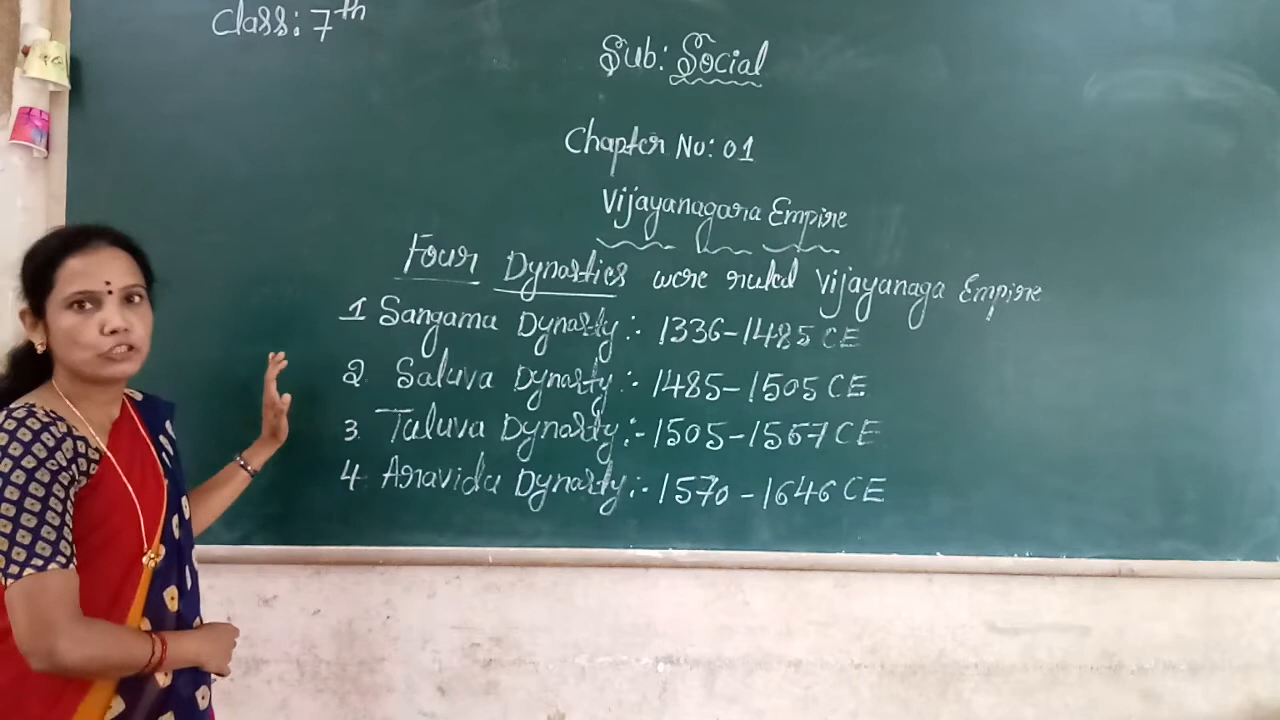 Class: 7th
Sub: Social
Chapter No: 01
Vijayanagara Empire
Four Dynasties were ruled Vijayanaga Empire
1 Sangama Dynasty:- 1336-1485 CE
2. Saluva Dynasty:- 1485-1505 CE
3. Tuluva Dynasty:- 1505-1567 CE
4. Aravidu Dynasty:- 1570-1646 CE